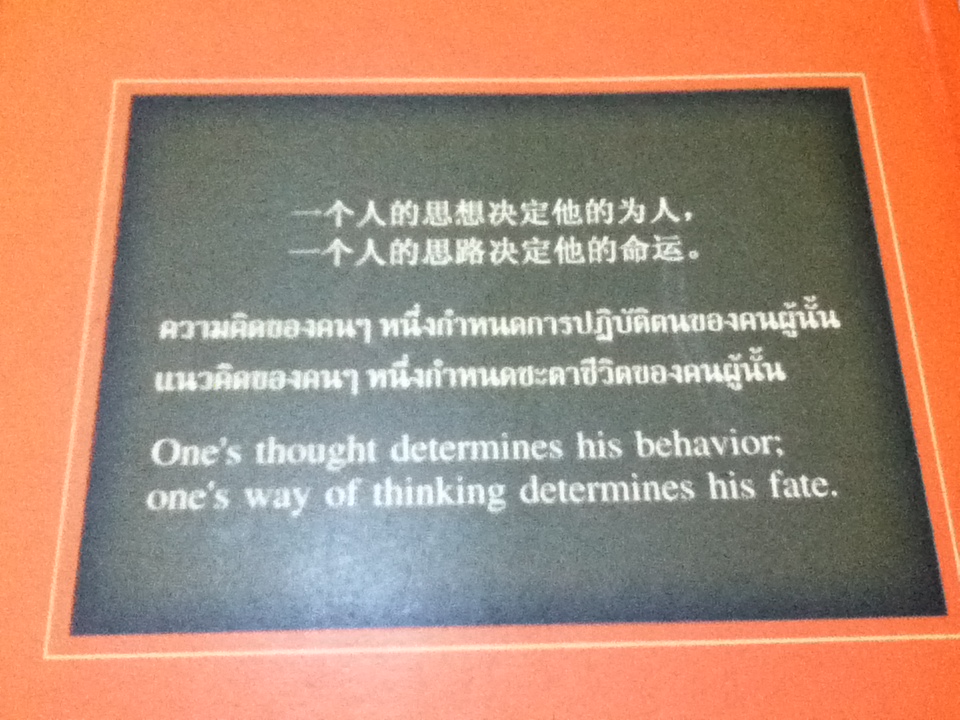 一个人的思想决定他的为人，
一个人的思路决定他的命运。
ความคิดของคนๆ หนึ่งกำหนดการปฏิบัติตนของคนผู้นั้น
แนวคิดของคนๆ หนึ่งกำหนดชะตาชีวิตของคนผู้นั้น
One's thought determines his behavior;
one's way of thinking determines his fate.